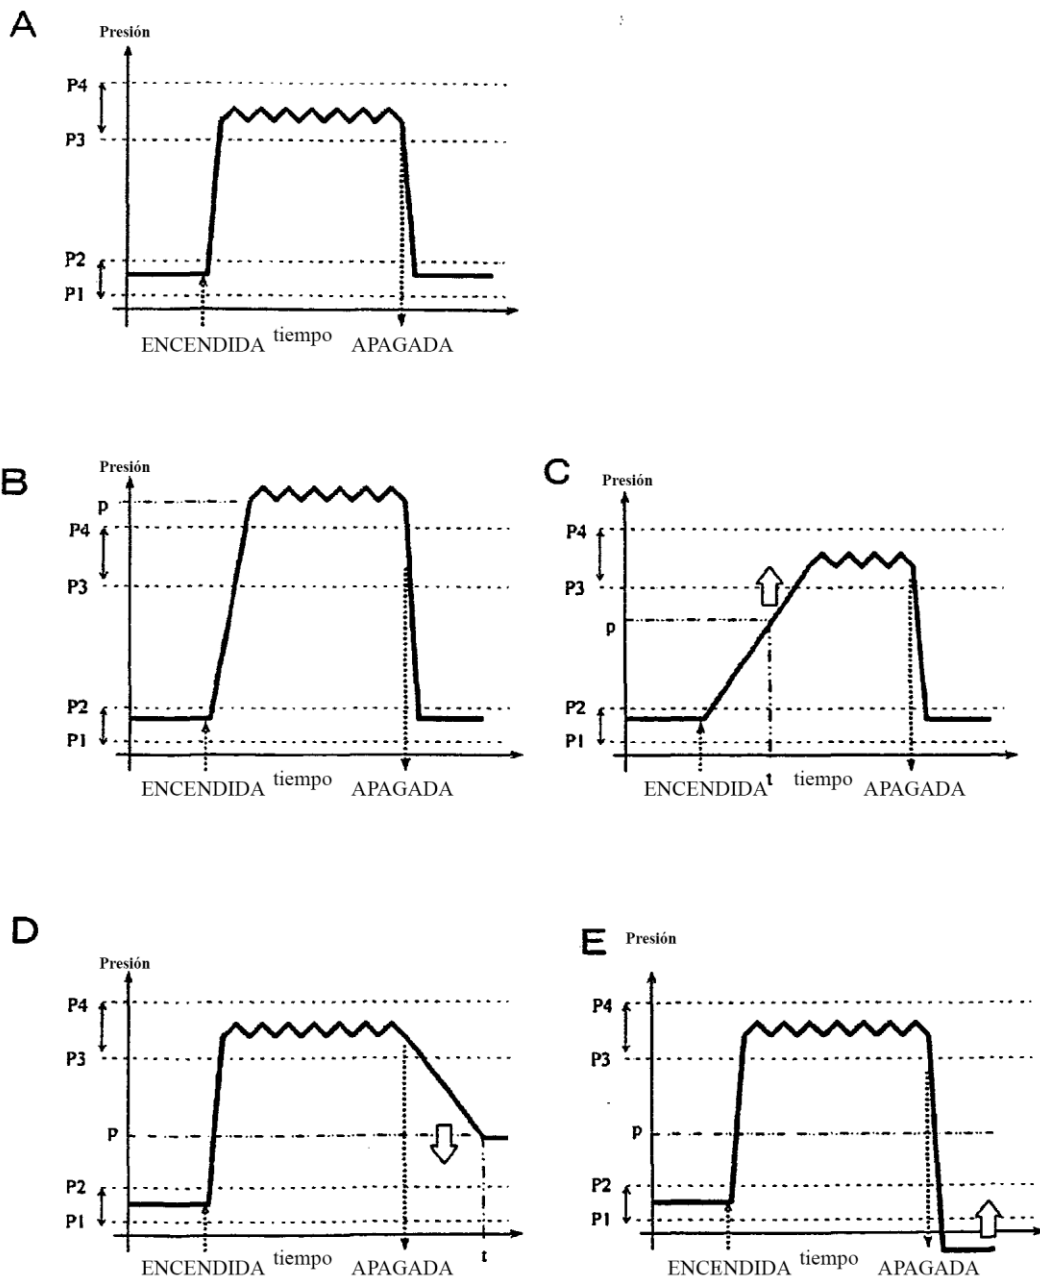 A
Presión
P4
P3
P2
P1
ENCENDIDA tiempo APAGADA
B
Presión
p
P4
P3
P2
P1
ENCENDIDA tiempo APAGADA
C
Presión
P4
P3
p
P2
P1
ENCENDIDA t tiempo APAGADA
D
Presión
P4
P3
P
P2
P1
t
ENCENDIDA tiempo APAGADA
E
Presión
P4
P3
p
P2
P1
ENCENDIDA tiempo APAGADA